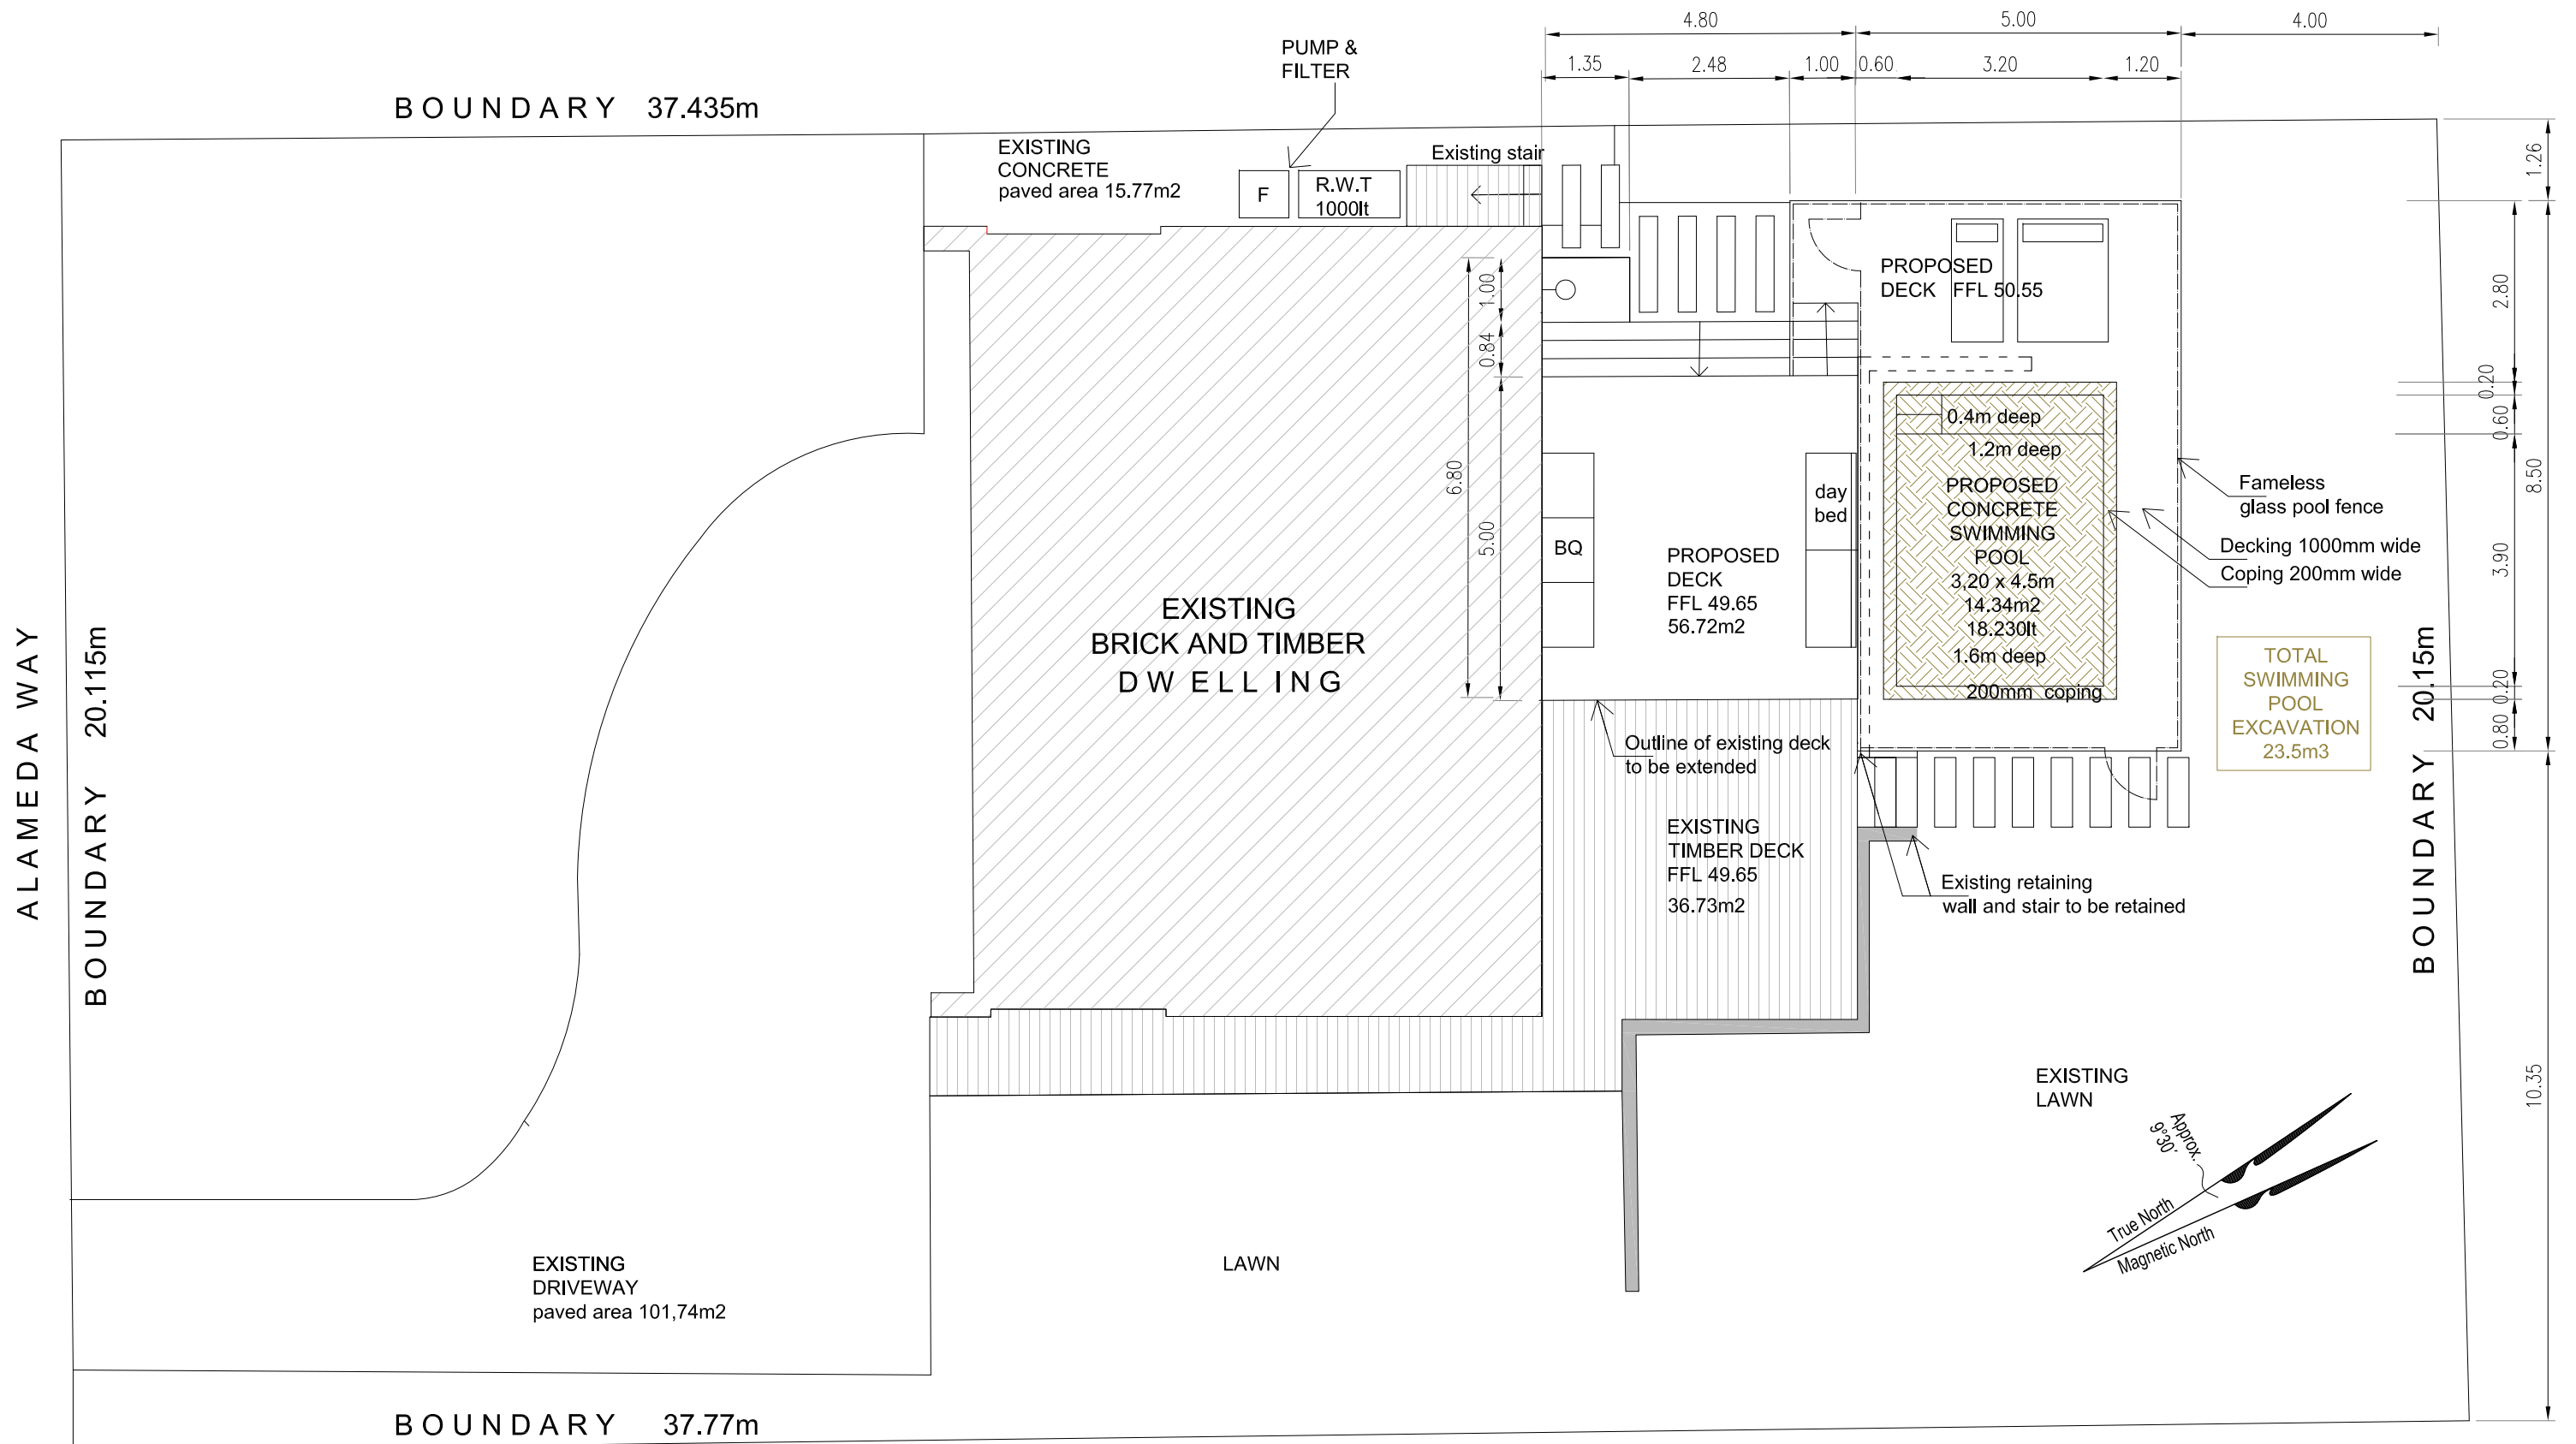 4.80
5.00
4.00
1.35
2.48
1.00
0.60
3.20
1.20
PUMP &
FILTER
BOUNDARY 37.435m
EXISTING
CONCRETE
paved area 15.77m2
Existing stair
F
R.W.T
1000lt
1.26
2.80
0.20
0.60
8.50
3.90
0.20
0.80
10.35
PROPOSED
DECK FFL 50.55
1.00
0.84
6.80
5.00
0.4m deep
1.2m deep
PROPOSED
CONCRETE
SWIMMING
POOL
3,20 x 4.5m
14.34m2
18.230lt
1.6m deep
200mm coping
Fameless
glass pool fence
Decking 1000mm wide
Coping 200mm wide
day
bed
BQ
PROPOSED
DECK
FFL 49.65
56.72m2
EXISTING
BRICK AND TIMBER
DWELLING
ALAMEDA WAY
BOUNDARY 20.115m
TOTAL
SWIMMING
POOL
EXCAVATION
23.5m3
BOUNDARY 20.15m
Outline of existing deck
to be extended
EXISTING
TIMBER DECK
FFL 49.65
36.73m2
Existing retaining
wall and stair to be retained
EXISTING
LAWN
Approx.
9°30'
True North
Magnetic North
LAWN
EXISTING
DRIVEWAY
paved area 101,74m2
BOUNDARY 37.77m